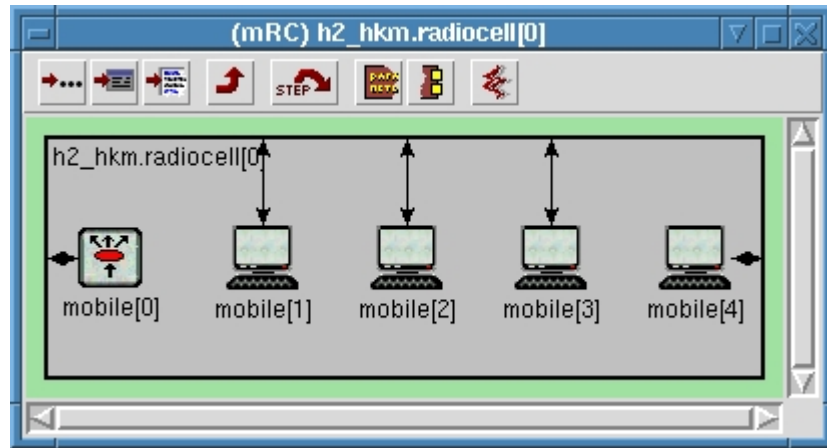 (mRC) h2_hkm.radiocell[0]
STEP
h2_hkm.radiocell[0]
mobile[0]
mobile[1]
mobile[2]
mobile[3]
mobile[4]